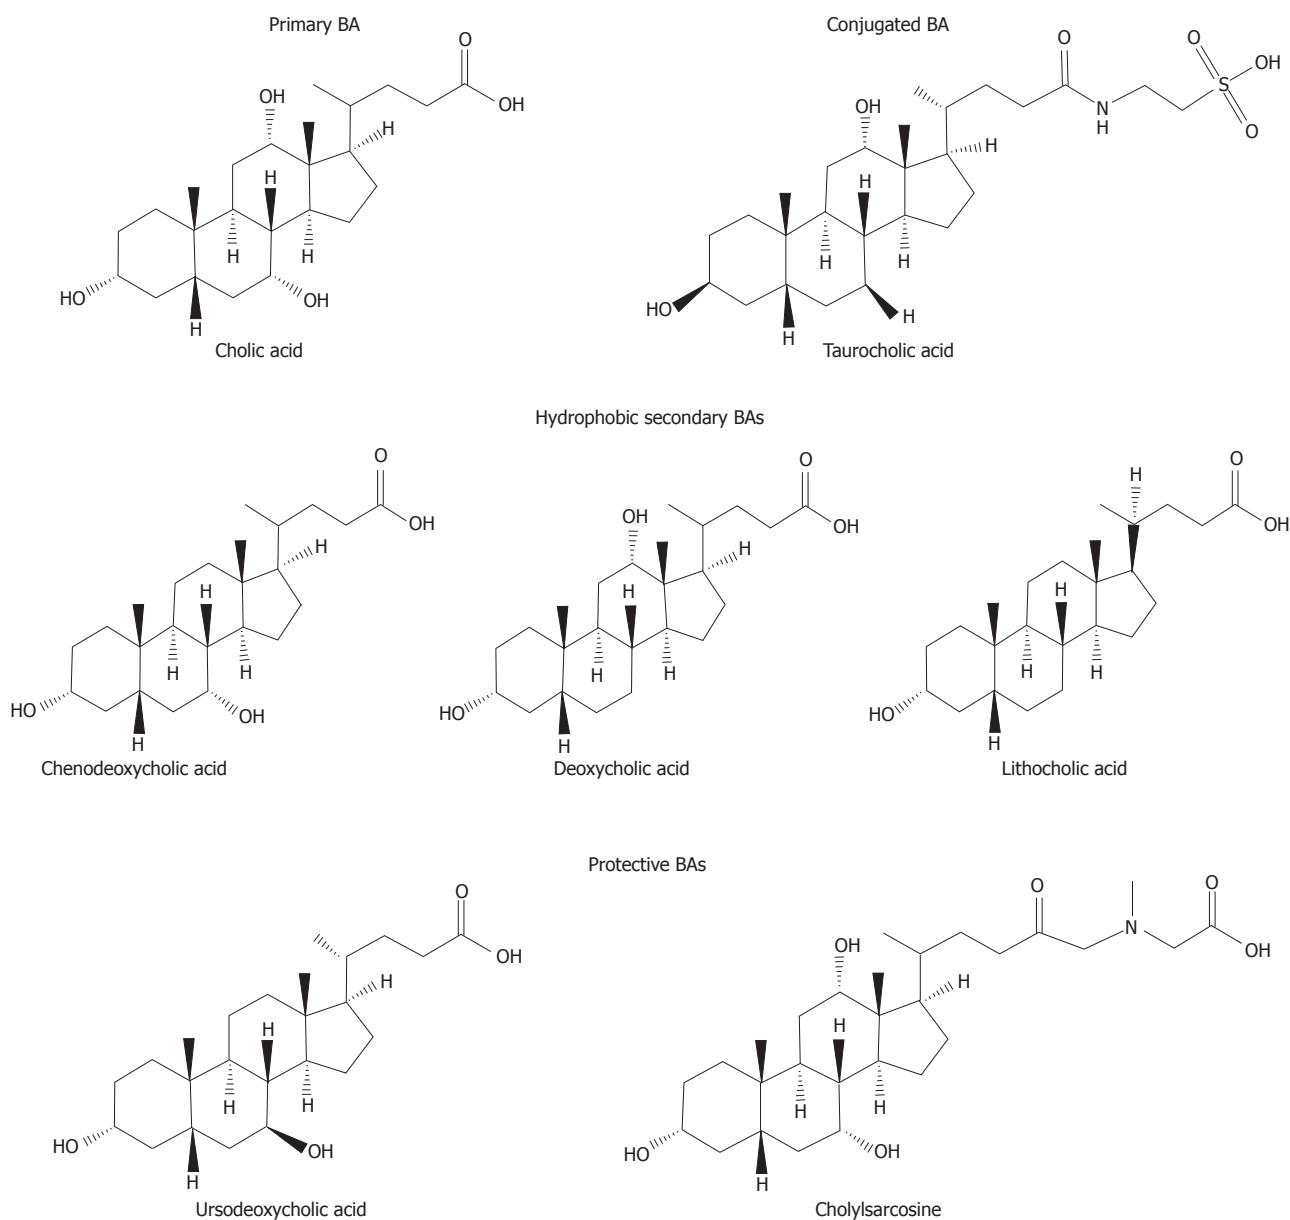 Primary BA
Conjugated BA
O
OH
OH
H
H
H
H
HO
OH
H
Cholic acid
O
O
OH
S
O
N
H
OH
H
H
H
H
HO
H
H
Taurocholic acid
Hydrophobic secondary BAs
O
OH
H
H
H
H
HO
OH
H
Chenodeoxycholic acid
O
OH
OH
H
H
H
H
HO
H
Deoxycholic acid
O
OH
H
H
H
H
HO
H
Lithocholic acid
Protective BAs
O
OH
H
H
H
H
HO
OH
H
Ursodeoxycholic acid
O
O
N
OH
OH
H
H
H
H
HO
OH
H
Cholylsarcosine